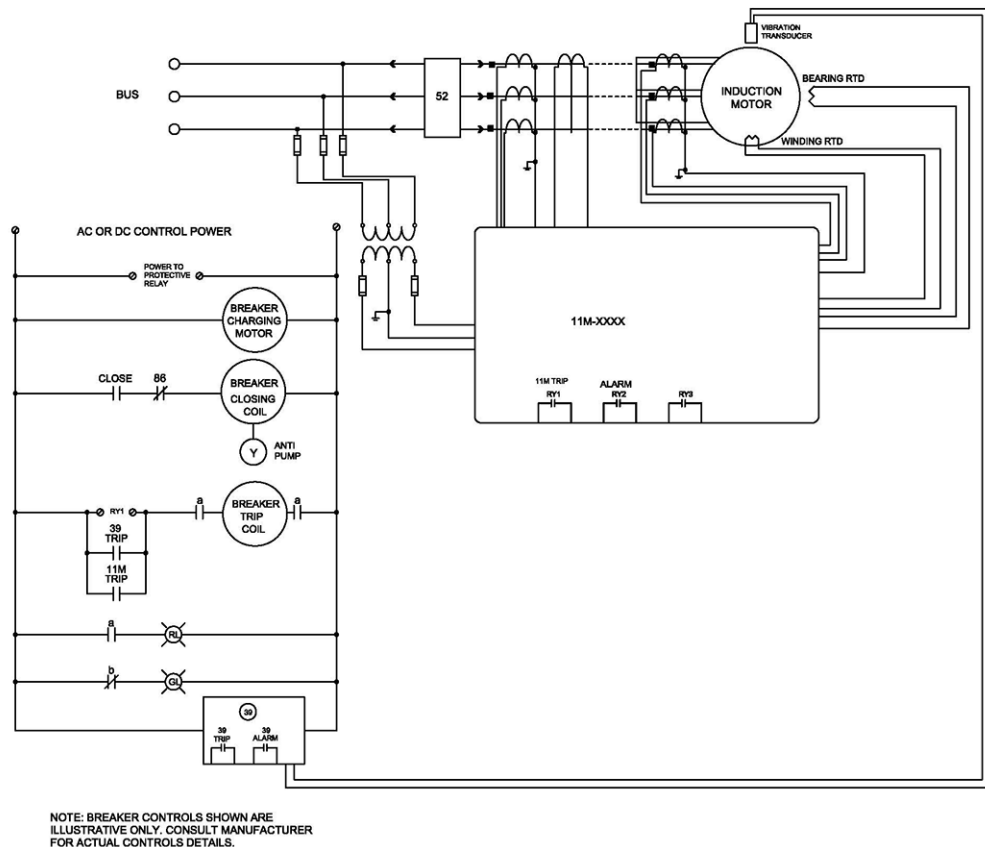 VIBRATION
TRANSDUCER
BUS
52
INDUCTION
MOTOR
BEARING RTD
WINDING RTD
AC OR DC CONTROL POWER
POWER TO
PROTECTIVE
RELAY
BREAKER
CHARGING
MOTOR
11M-XXXX
CLOSE
86
BREAKER
CLOSING
COIL
11M TRIP
RY1
ALARM
RY2
RY3
Y
ANTI
PUMP
RY1
a
BREAKER
TRIP
COIL
a
39
TRIP
11M
TRIP
a
RL
b
GL
39
39
TRIP
39
ALARM
NOTE: BREAKER CONTROLS SHOWN ARE
ILLUSTRATIVE ONLY. CONSULT MANUFACTURER
FOR ACTUAL CONTROLS DETAILS.